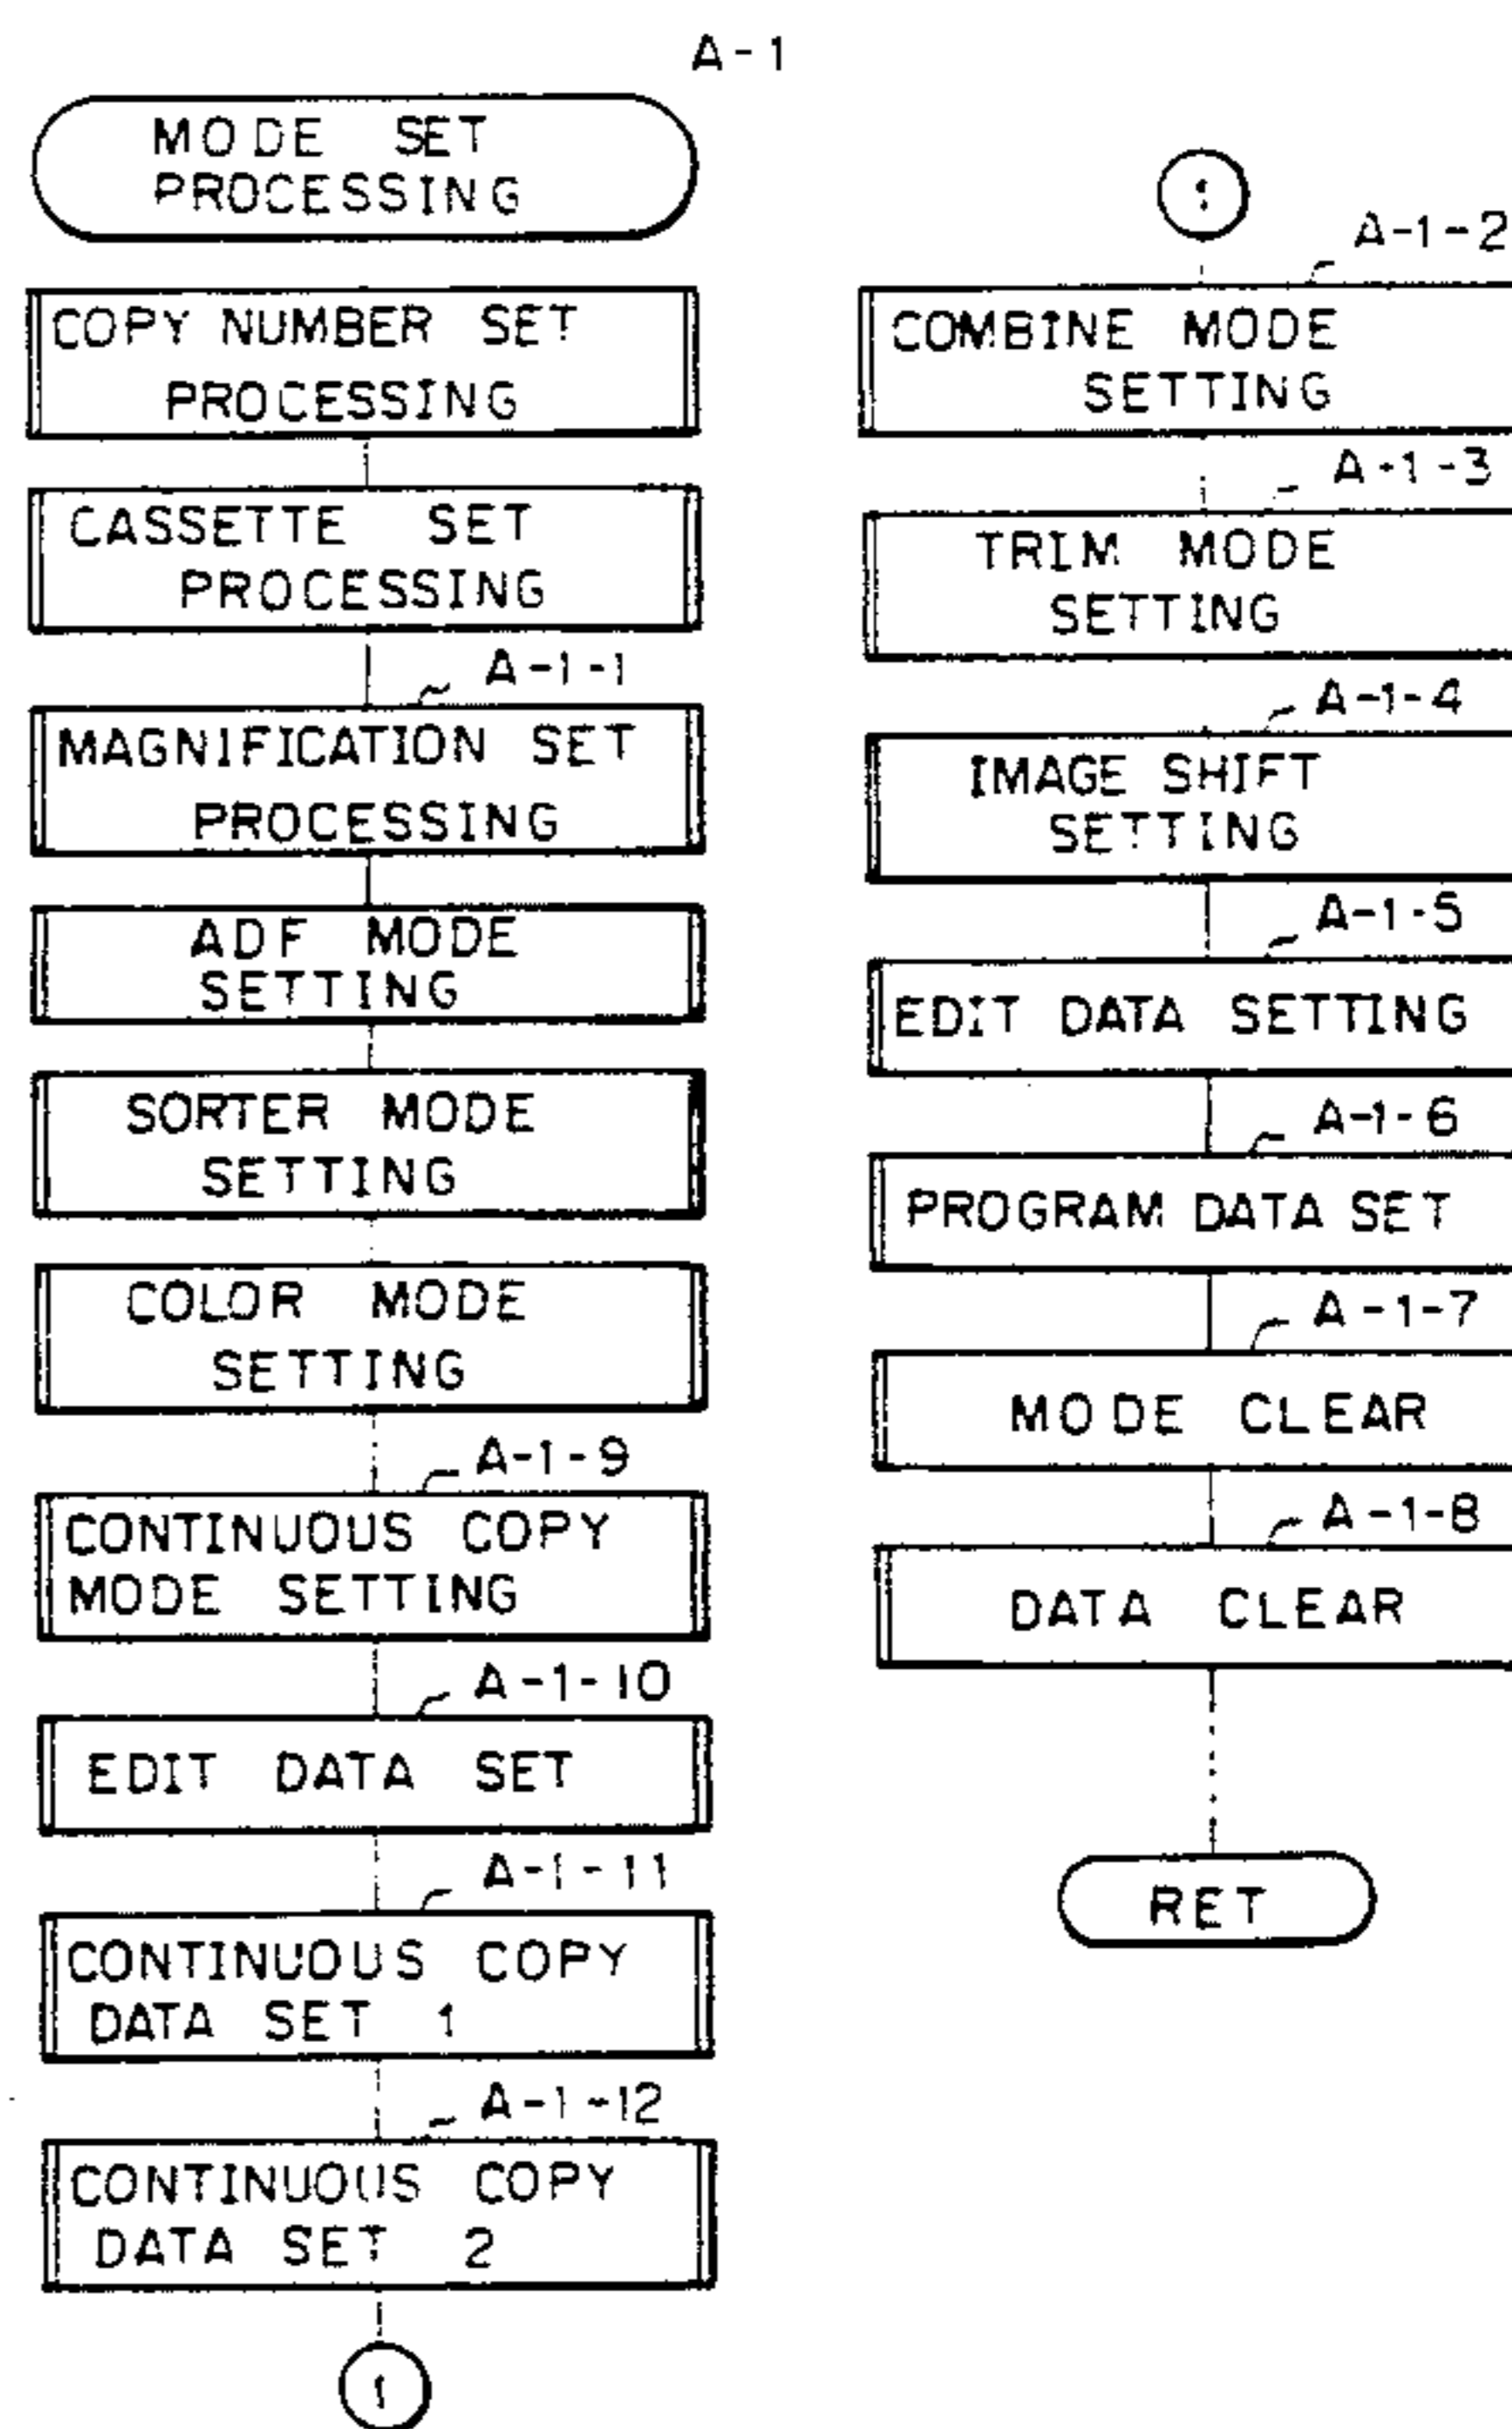 A-1
MODE SET
PROCESSING
COPY NUMBER SET
PROCESSING
CASSETTE SET
PROCESSING
A-1-1
MAGNIFICATION SET
PROCESSING
ADF MODE
SETTING
SORTER MODE
SETTING
COLOR MODE
SETTING
A-1-9
CONTINUOUS COPY
MODE SETTING
A-1-10
EDIT DATA SET
A-1-11
CONTINUOUS COPY
DATA SET 1
A-1-12
CONTINUOUS COPY
DATA SET 2
1
1
A-1-2
COMBINE MODE
SETTING
A-1-3
TRIM MODE
SETTING
A-1-4
IMAGE SHIFT
SETTING
A-1-5
EDIT DATA SETTING
A-1-6
PROGRAM DATA SET
A-1-7
MODE CLEAR
A-1-8
DATA CLEAR
RET